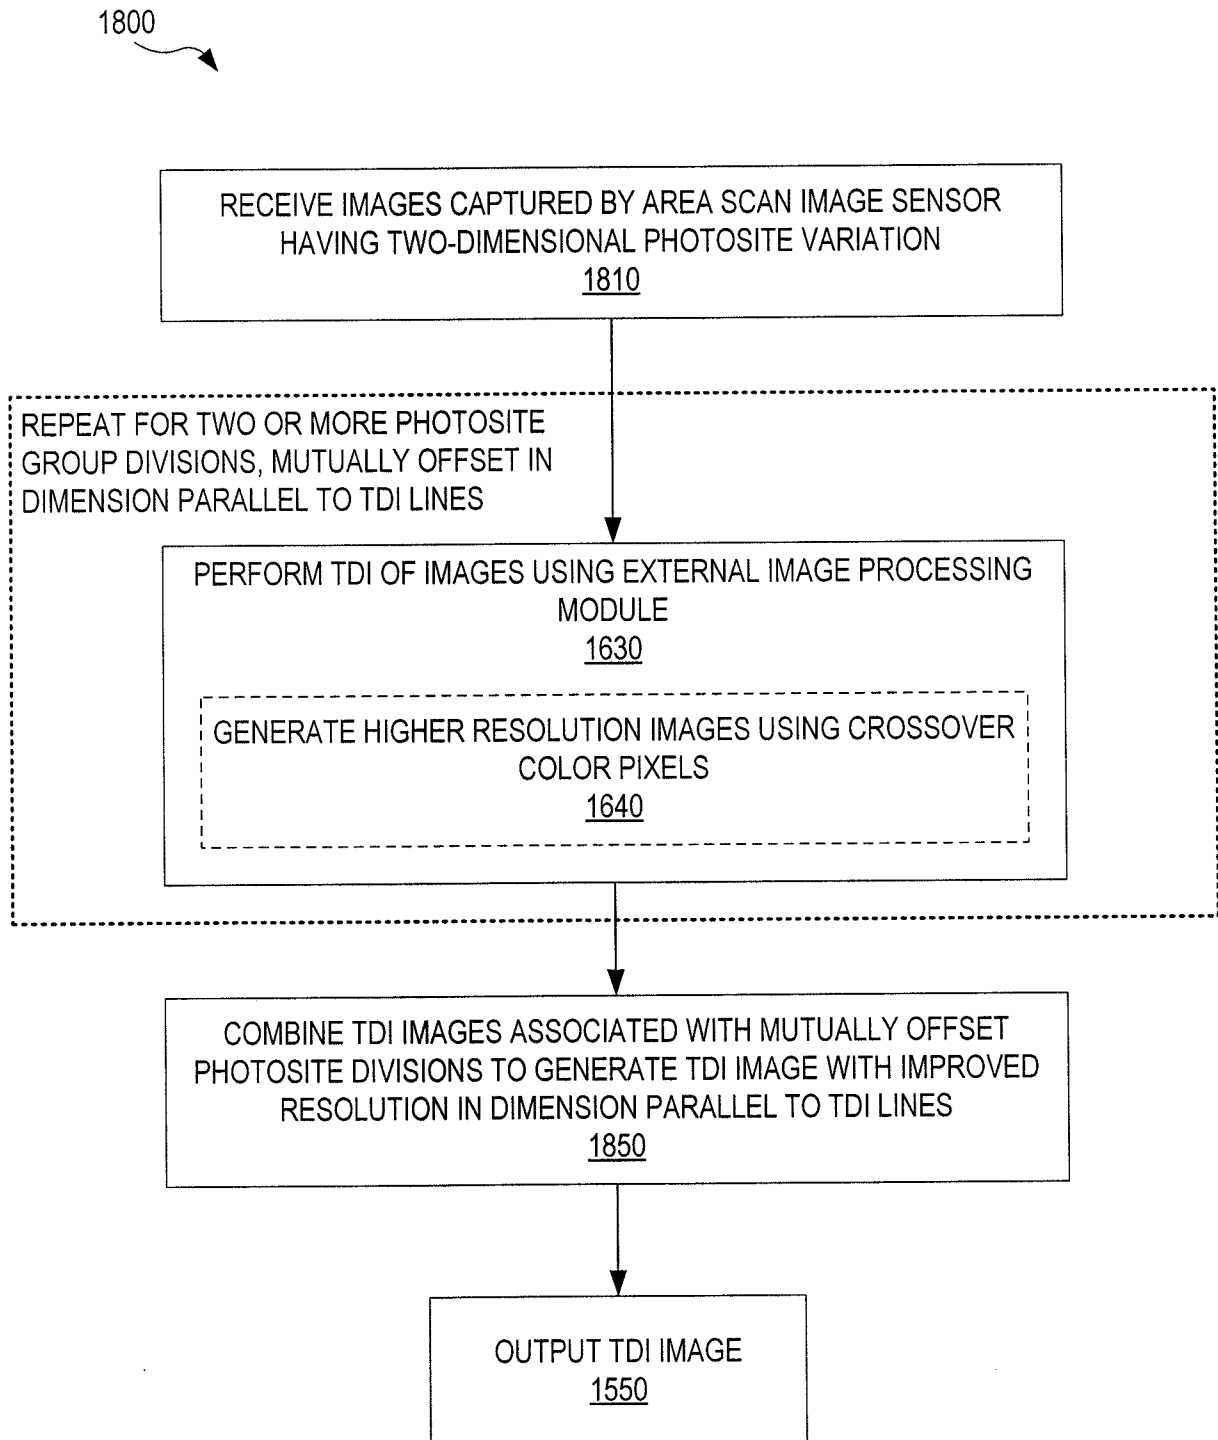 1800
RECEIVE IMAGES CAPTURED BY AREA SCAN IMAGE SENSOR
HAVING TWO-DIMENSIONAL PHOTOSITE VARIATION
1810
REPEAT FOR TWO OR MORE PHOTOSITE
GROUP DIVISIONS, MUTUALLY OFFSET IN
DIMENSION PARALLEL TO TDI LINES
PERFORM TDI OF IMAGES USING EXTERNAL IMAGE PROCESSING
MODULE
1630
GENERATE HIGHER RESOLUTION IMAGES USING CROSSOVER
COLOR PIXELS
1640
COMBINE TDI IMAGES ASSOCIATED WITH MUTUALLY OFFSET
PHOTOSITE DIVISIONS TO GENERATE TDI IMAGE WITH IMPROVED
RESOLUTION IN DIMENSION PARALLEL TO TDI LINES
1850
OUTPUT TDI IMAGE
1550